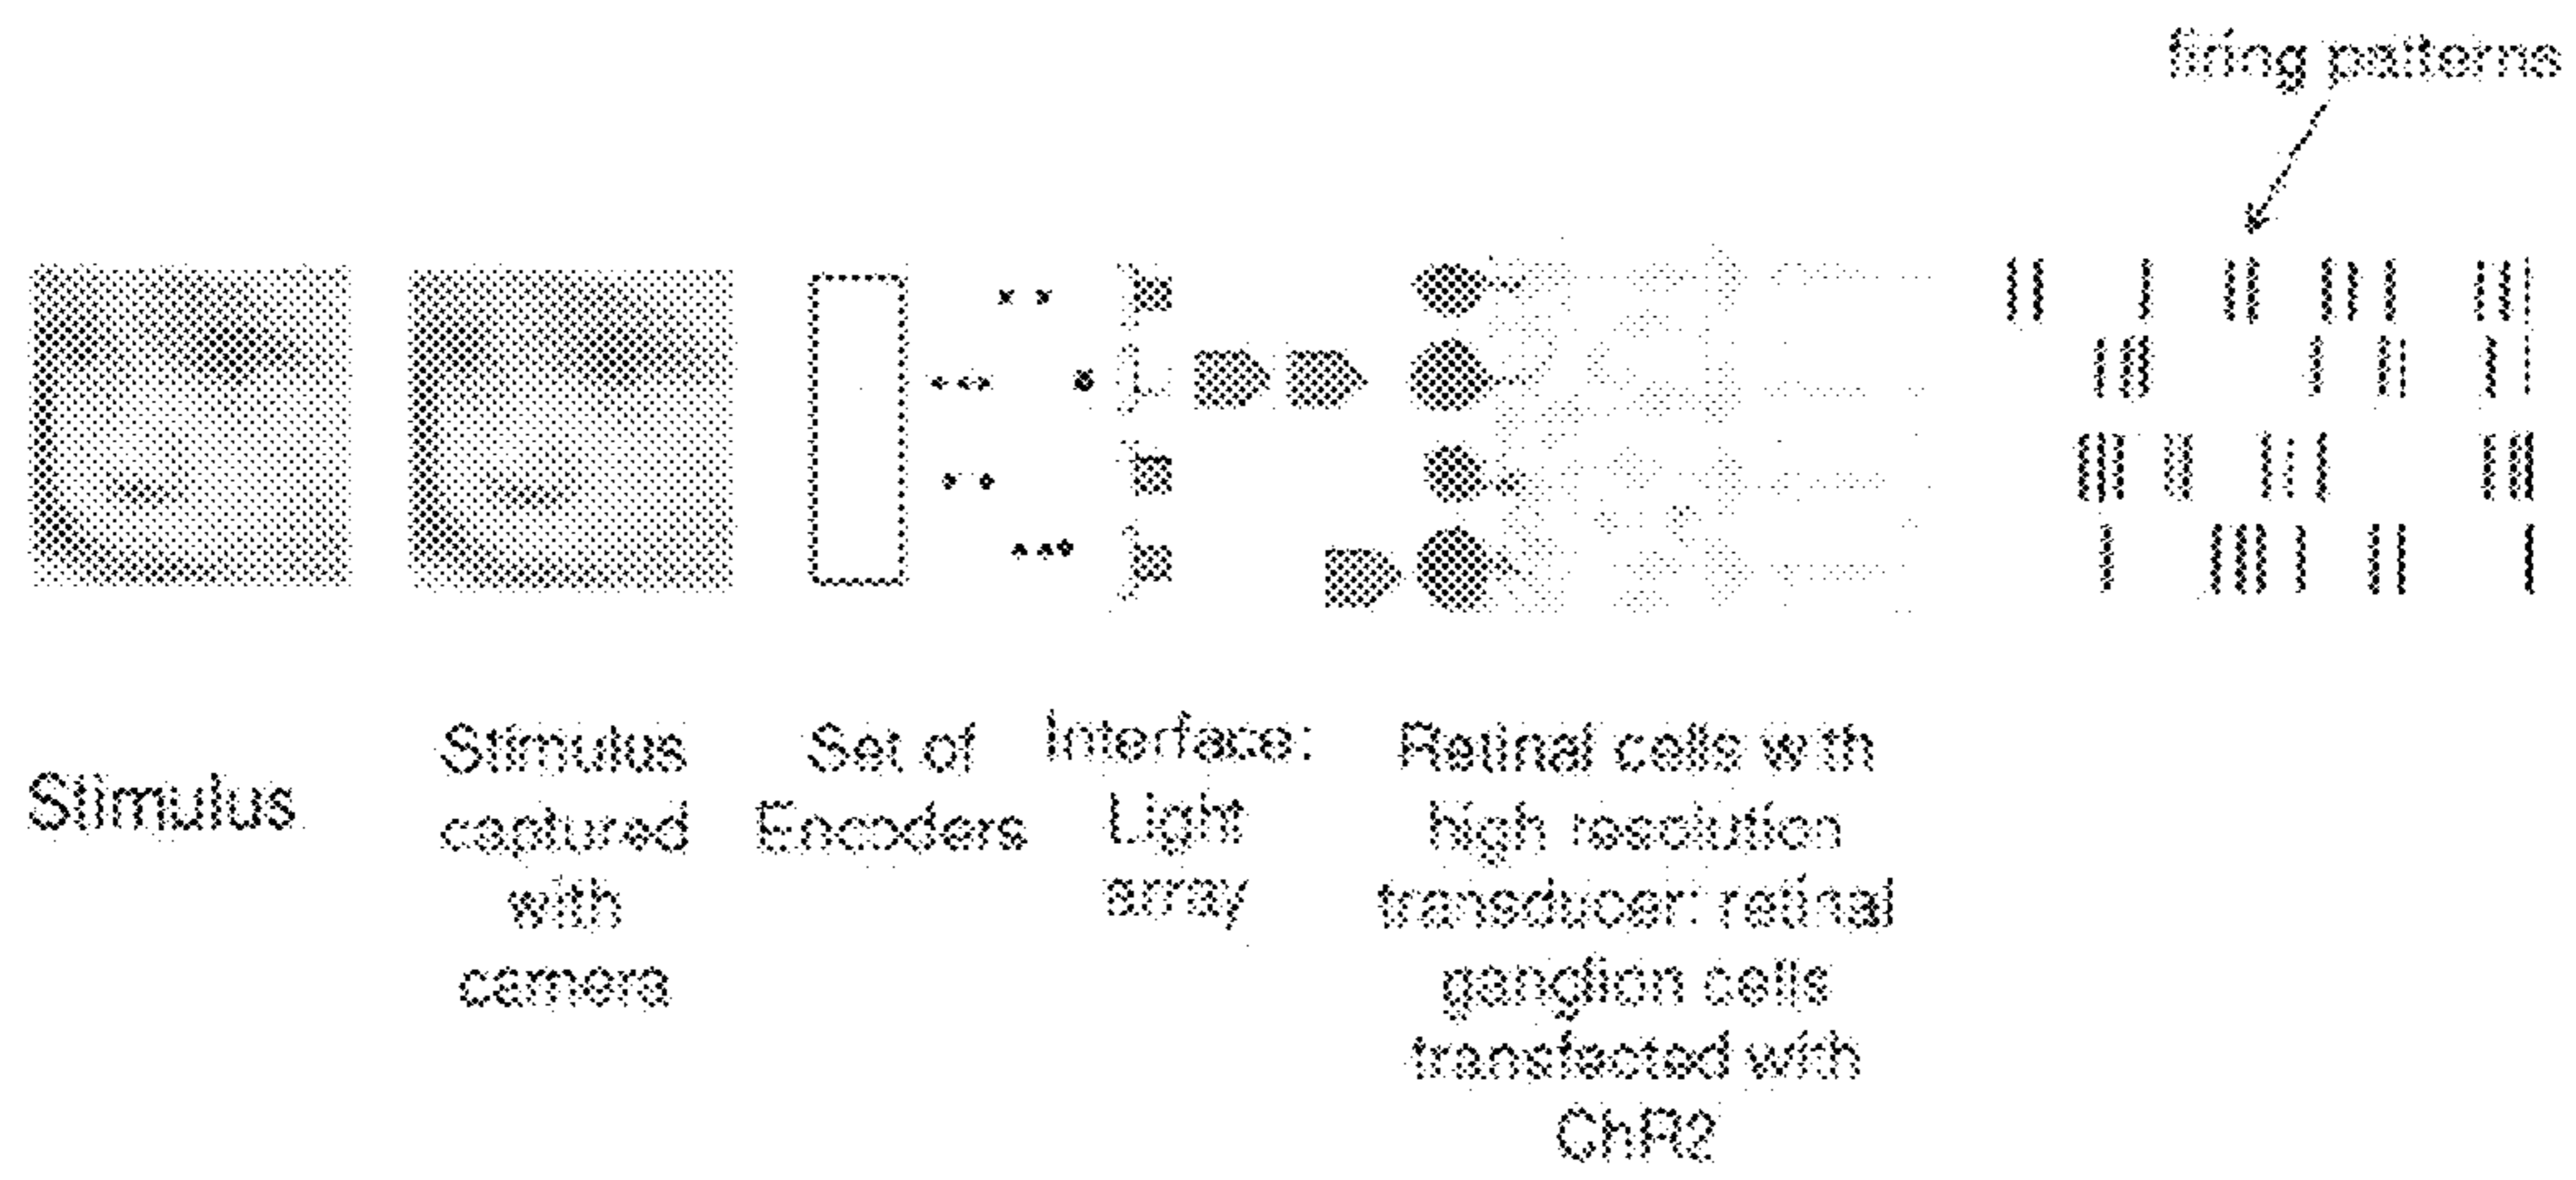 firing patterns
Stimulus
Stimulus
captured
with
camera
Set of
Encoders
Interface:
Light
array
Retinal cells with
high resolution
transducer: retinal
ganglion cells
transfected with
ChR2